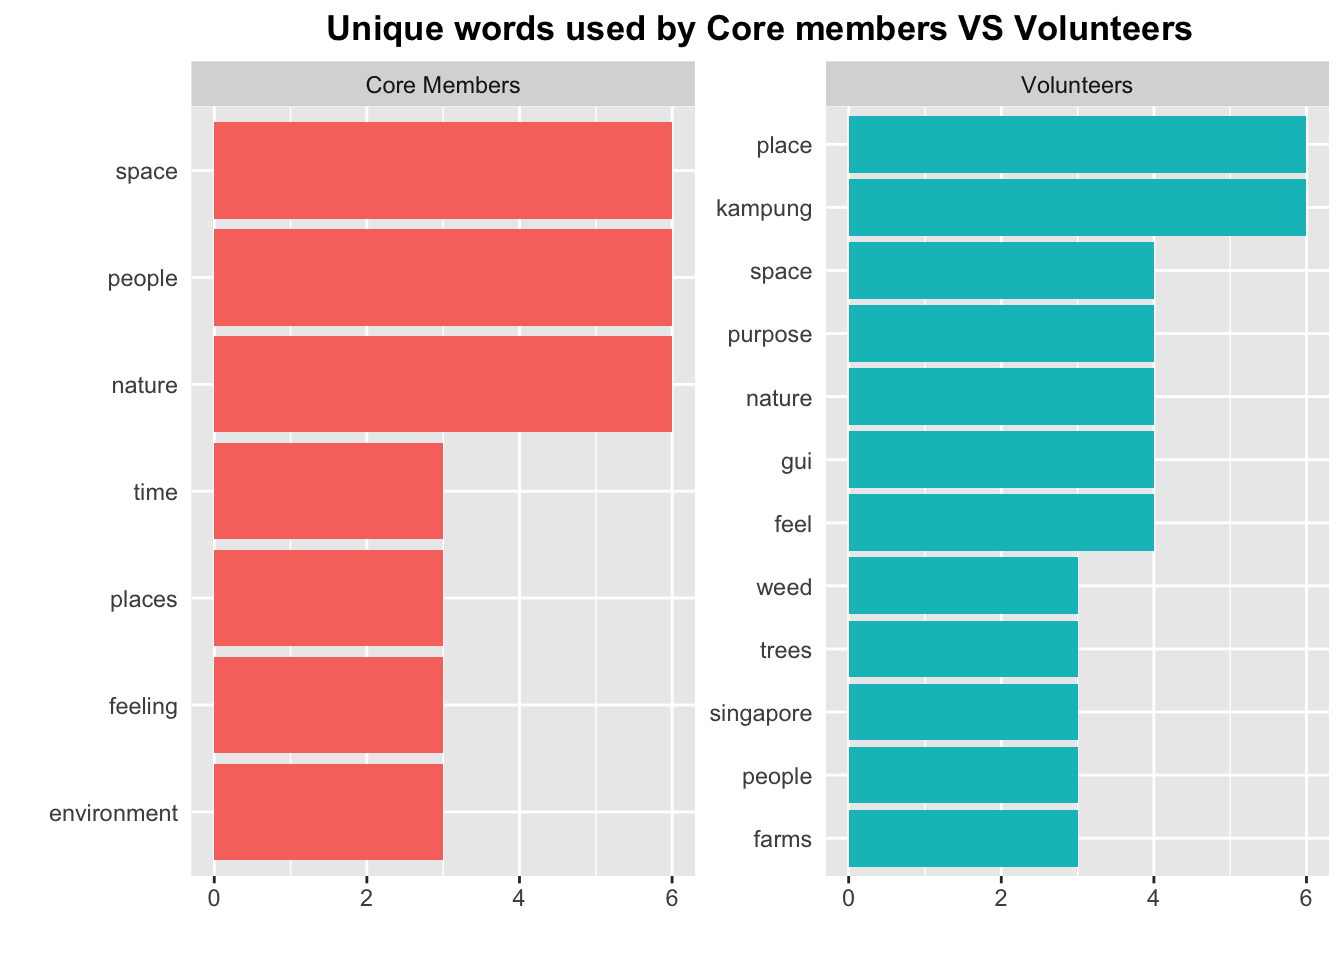 Unique words used by Core members VS Volunteers
Core Members
space
people
nature
time
places
feeling
environment
0 2 4 6
Volunteers
place
kampung
space
purpose
nature
gui
feel
weed
trees
singapore
people
farms
0 2 4 6